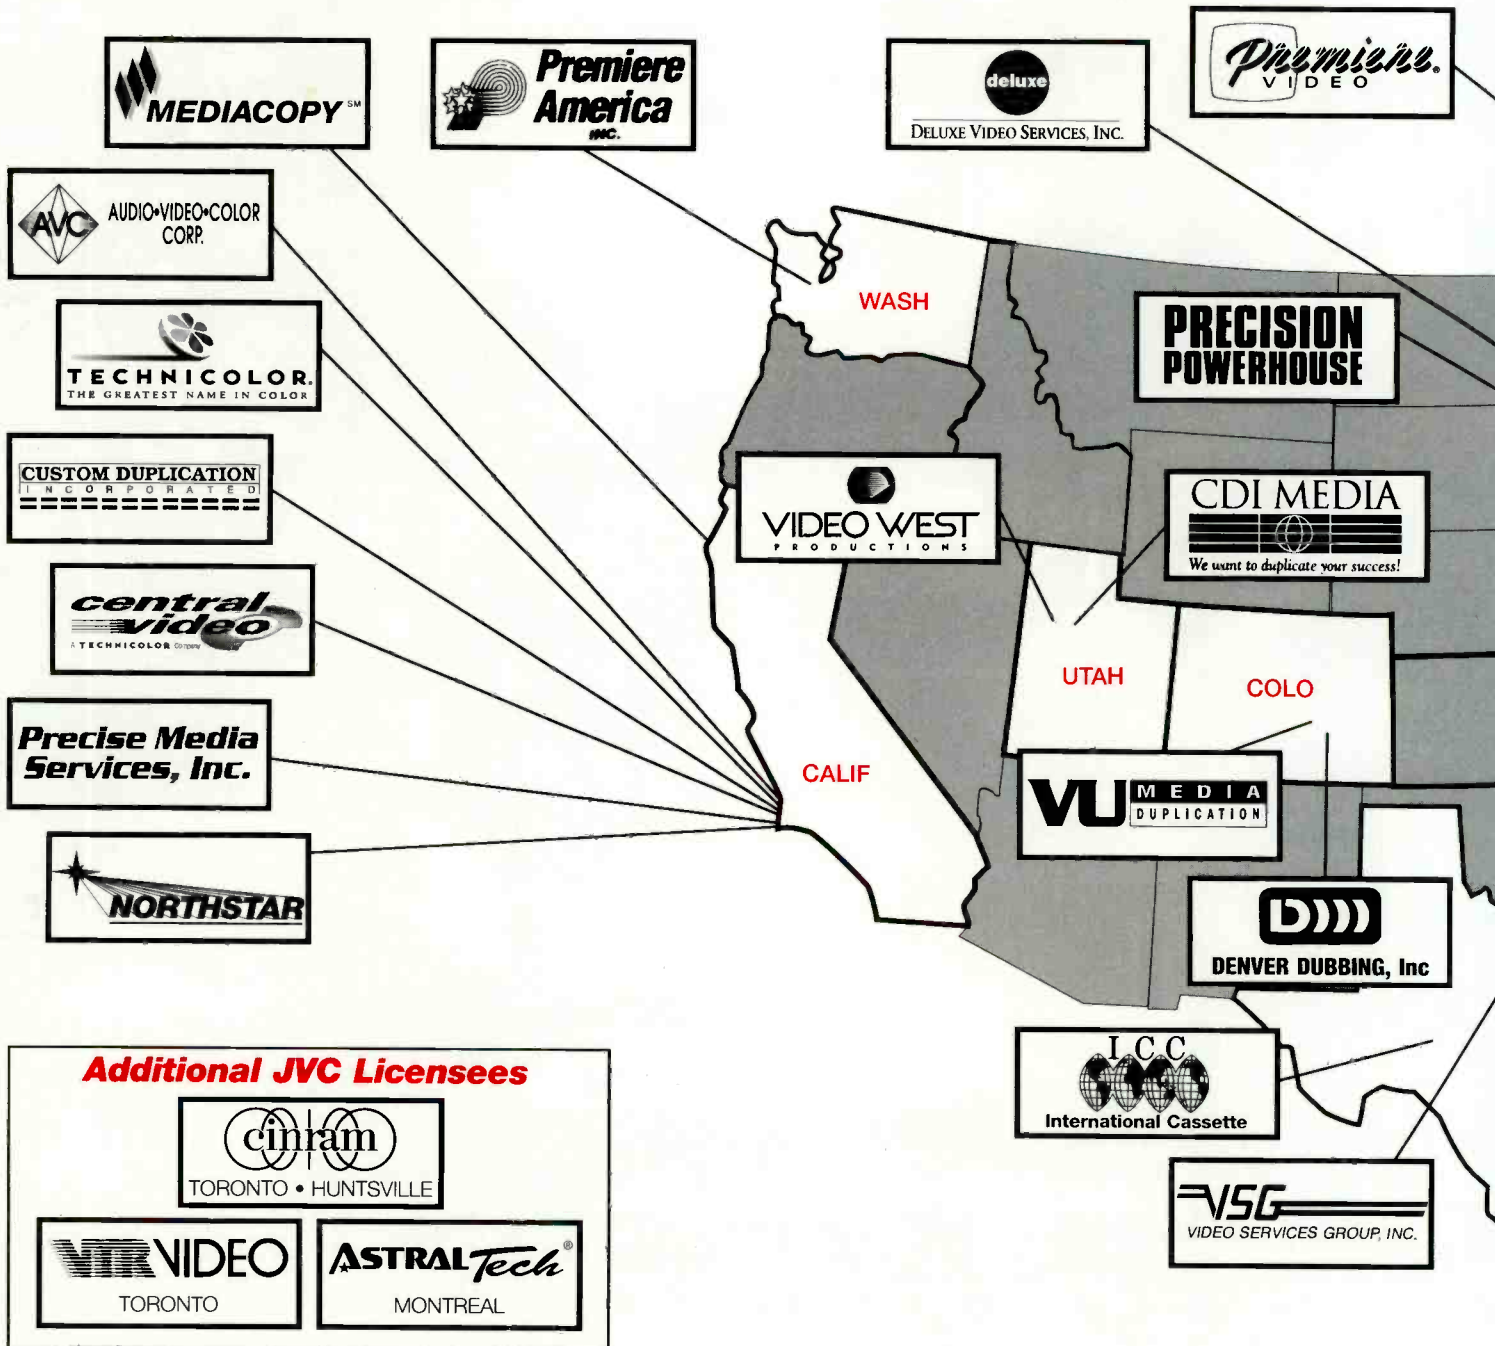 MEDIACOPY SM
Premiere
America
INC.
deluxe
DELUXE VIDEO SERVICES, INC.
Premiere®
VIDEO
AVC
AUDIO•VIDEO•COLOR
CORP.
TECHNICOLOR.
THE GREATEST NAME IN COLOR
WASH
PRECISION
POWERHOUSE
CUSTOM DUPLICATION
INCORPORATED
VIDEO WEST
PRODUCTIONS
CDI MEDIA
We want to duplicate your success!
central
video
A TECHNICOLOR Company
UTAH
COLO
Precise Media
Services, Inc.
CALIF
VU MEDIA
DUPLICATION
NORTHSTAR
D
DENVER DUBBING, Inc
ICC
International Cassette
VSG
VIDEO SERVICES GROUP, INC.
Additional JVC Licensees
cinram
TORONTO • HUNTSVILLE
VTR VIDEO
TORONTO
ASTRAL Tech®
MONTREAL